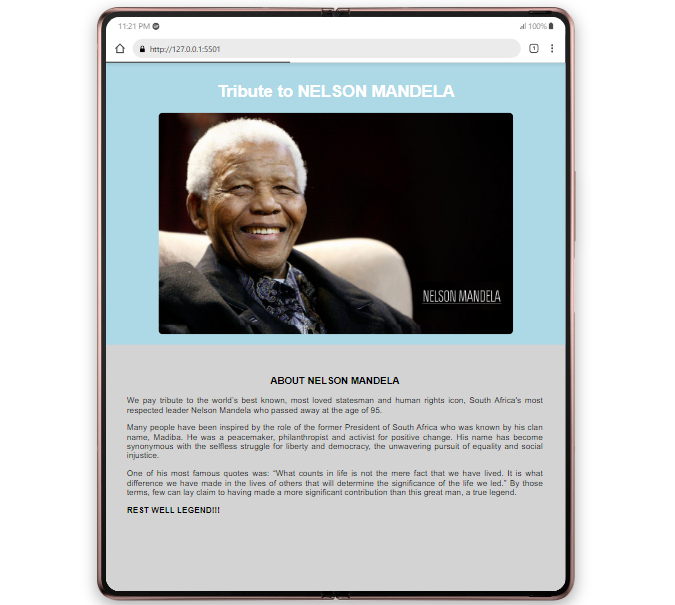 11:21 PM
100%
http://127.0.0.1:5501
1
Tribute to NELSON MANDELA
NELSON MANDELA
ABOUT NELSON MANDELA
We pay tribute to the world's best known, most loved statesman and human rights icon, South Africa's most
respected leader Nelson Mandela who passed away at the age of 95.
Many people have been inspired by the role of the former President of South Africa who was known by his clan
name, Madiba. He was a peacemaker, philanthropist and activist for positive change. His name has become
synonymous with the selfless struggle for liberty and democracy, the unwavering pursuit of equality and social
injustice.
One of his most famous quotes was: “What counts in life is not the mere fact that we have lived. It is what
difference we have made in the lives of others that will determine the significance of the life we led.” By those
terms, few can lay claim to having made a more significant contribution than this great man, a true legend.
REST WELL LEGEND!!!